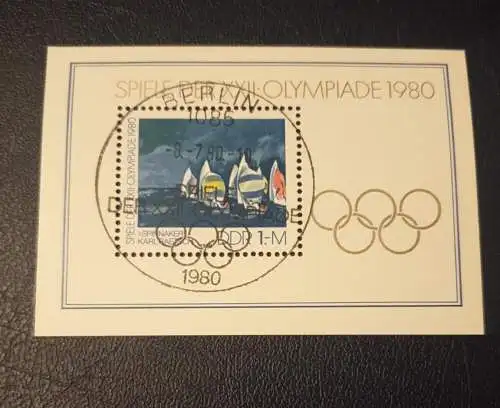 SPIELE DER XXII. OLYMPIADE 1980
BERLIN
1085
-8.-7.80.-10
SPIELE DER XXII. OLYMPIADE 1980
SPINNAKER
KARL RAETSCH
DDR 1.-M
1980